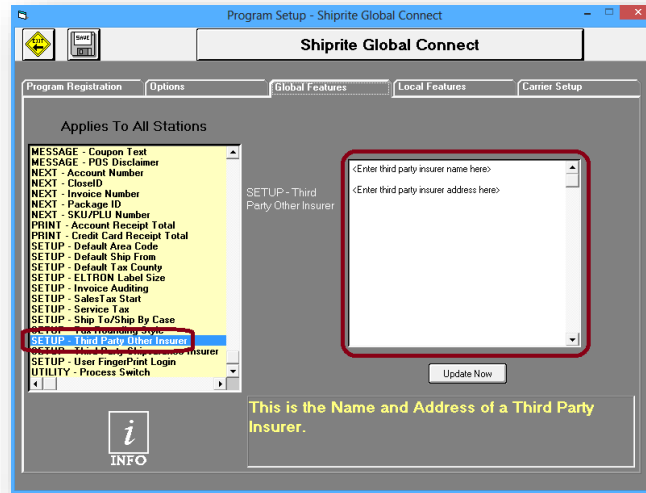 Program Setup - Shiprite Global Connect
EXIT
SAVE
Shiprite Global Connect
Program Registration
Options
Global Features
Local Features
Carrier Setup
Applies To All Stations
MESSAGE - Coupon Text
MESSAGE - POS Disclaimer
NEXT - Account Number
NEXT - CloseID
NEXT - Invoice Number
NEXT - Package ID
NEXT - SKU/PLU Number
PRINT - Account Receipt Total
PRINT - Credit Card Receipt Total
SETUP - Default Area Code
SETUP - Default Ship From
SETUP - Default Tax County
SETUP - ELTRON Label Size
SETUP - Invoice Auditing
SETUP - SalesTax Start
SETUP - Service Tax
SETUP - Ship To/Ship By Case
SETUP - Tax Rounding Style
SETUP - Third Party Other Insurer
SETUP - Third Party Shipsurance Insurer
SETUP - User FingerPrint Login
UTILITY - Process Switch
SETUP - Third
Party Other Insurer
<Enter third party insurer name here>
<Enter third party insurer address here>
Update Now
i
INFO
This is the Name and Address of a Third Party
Insurer.